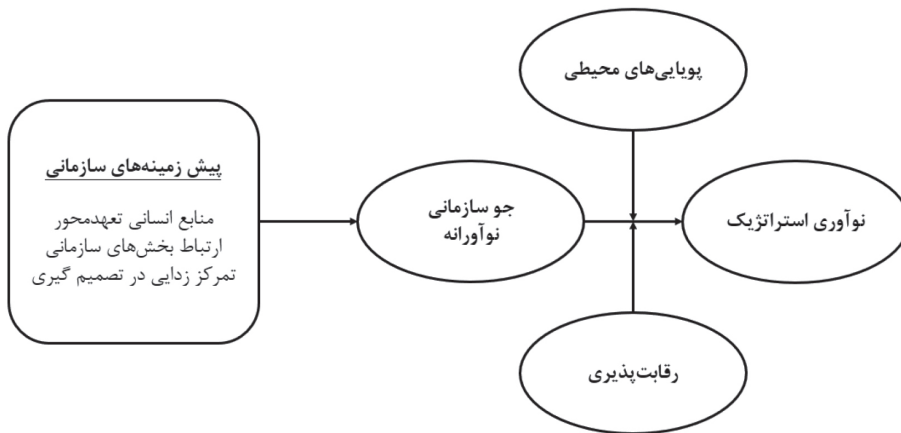 پیش زمینه‌های سازمانی
منابع انسانی تعهدمحور
ارتباط بخش‌های سازمانی
تمرکز زدایی در تصمیم گیری
جو سازمانی
نوآورانه
پویایی‌های محیطی
رقابت‌پذیری
نوآوری استراتژیک